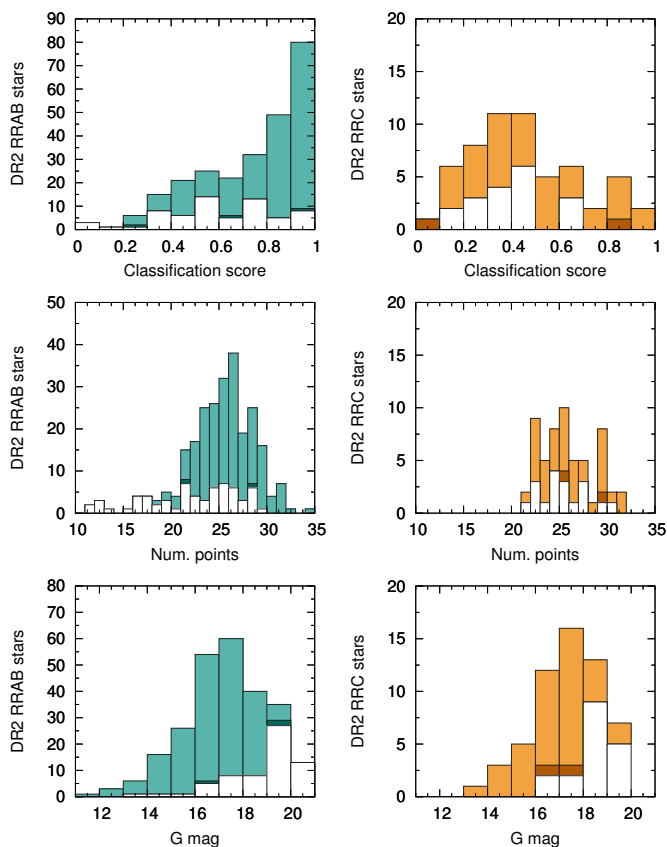 90
80
70
60
50
40
30
20
10
0
0 0.2 0.4 0.6 0.8 1
DR2 RRAB stars
Classification score
20
15
10
5
0
0 0.2 0.4 0.6 0.8 1
DR2 RRC stars
Classification score
50
40
30
20
10
0
10 15 20 25 30 35
DR2 RRAB stars
Num. points
20
15
10
5
0
10 15 20 25 30 35
DR2 RRC stars
Num. points
80
70
60
50
40
30
20
10
0
12 14 16 18 20
DR2 RRAB stars
G mag
20
15
10
5
0
12 14 16 18 20
DR2 RRC stars
G mag